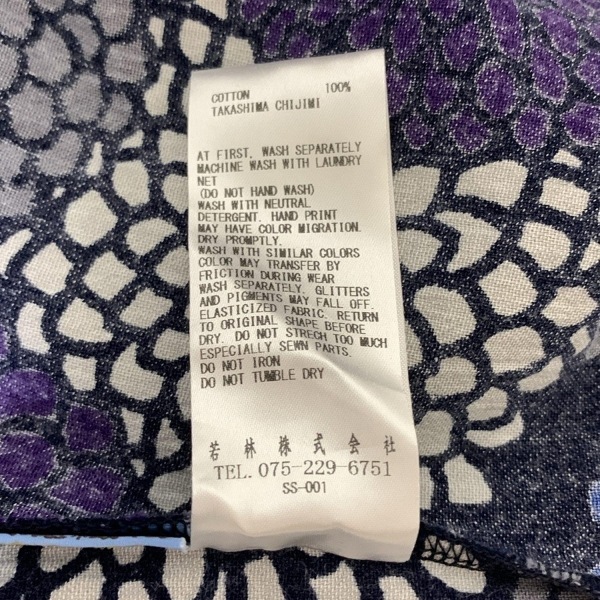 COTTON 100%
TAKASHIMA CHIJIMI
AT FIRST, WASH SEPARATELY
MACHINE WASH WITH LAUNDRY
NET
(DO NOT HAND WASH)
WASH WITH NEUTRAL
DETERGENT. HAND PRINT
MAY HAVE COLOR MIGRATION.
DRY PROMPTLY.
WASH WITH SIMILAR COLORS
COLOR MAY TRANSFER BY
FRICTION DURING WEAR
WASH SEPARATELY. GLITTERS
AND PIGMENTS MAY FALL OFF.
ELASTICIZED FABRIC. RETURN
TO ORIGINAL SHAPE BEFORE
DRY. DO NOT STRECH TOO MUCH
ESPECIALLY SEWN PARTS.
DO NOT IRON
DO NOT TUMBLE DRY
若林株式会社
TEL. 075-229-6751
SS-001